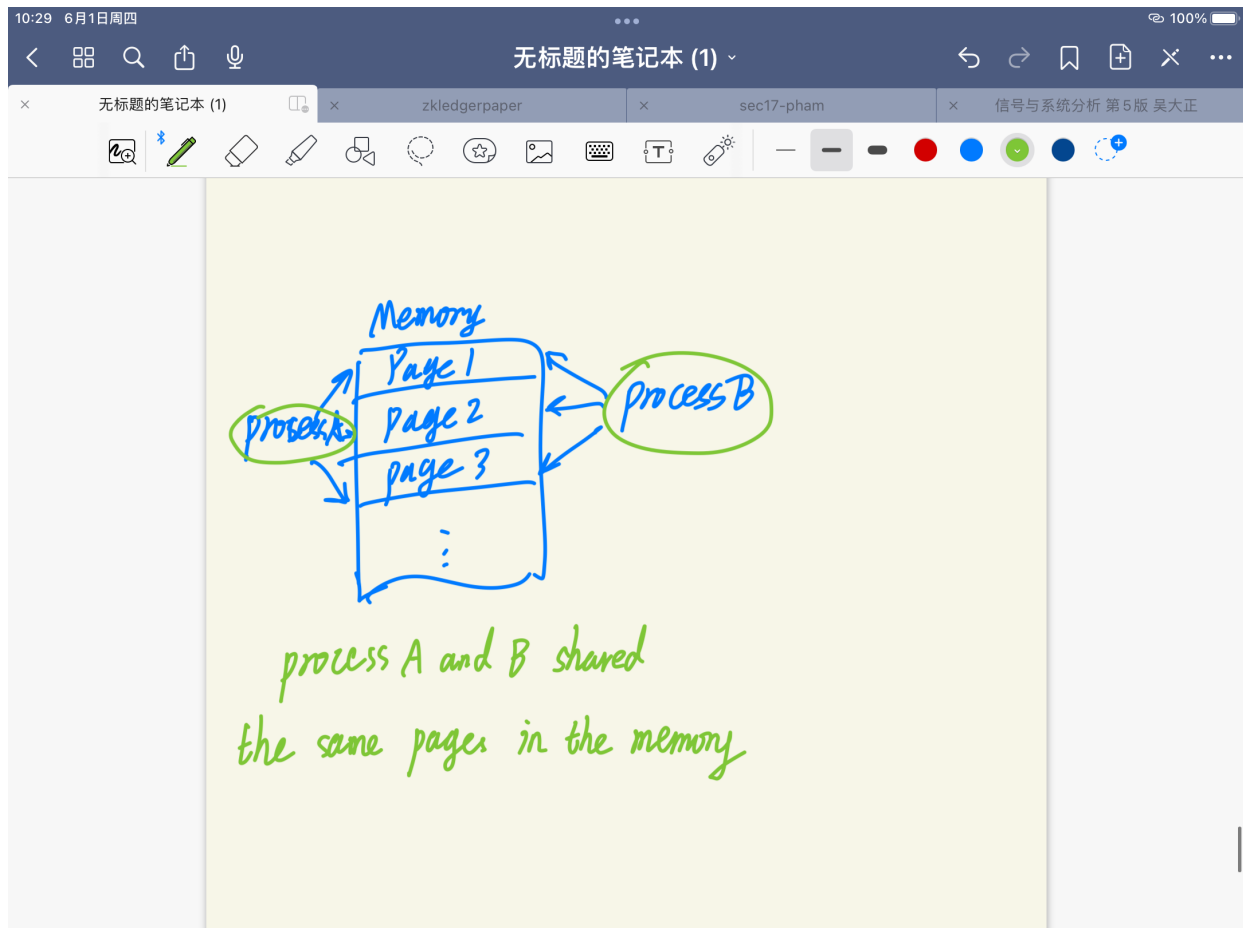 10:29 6月1日周四
100%
无标题的笔记本 (1)
无标题的笔记本 (1)
zkledgerpaper
sec17-pham
信号与系统分析 第5版 吴大正
T
Memory
Page 1
process B
process A
Page 2
page 3
process A and B shared
the same pages in the memory